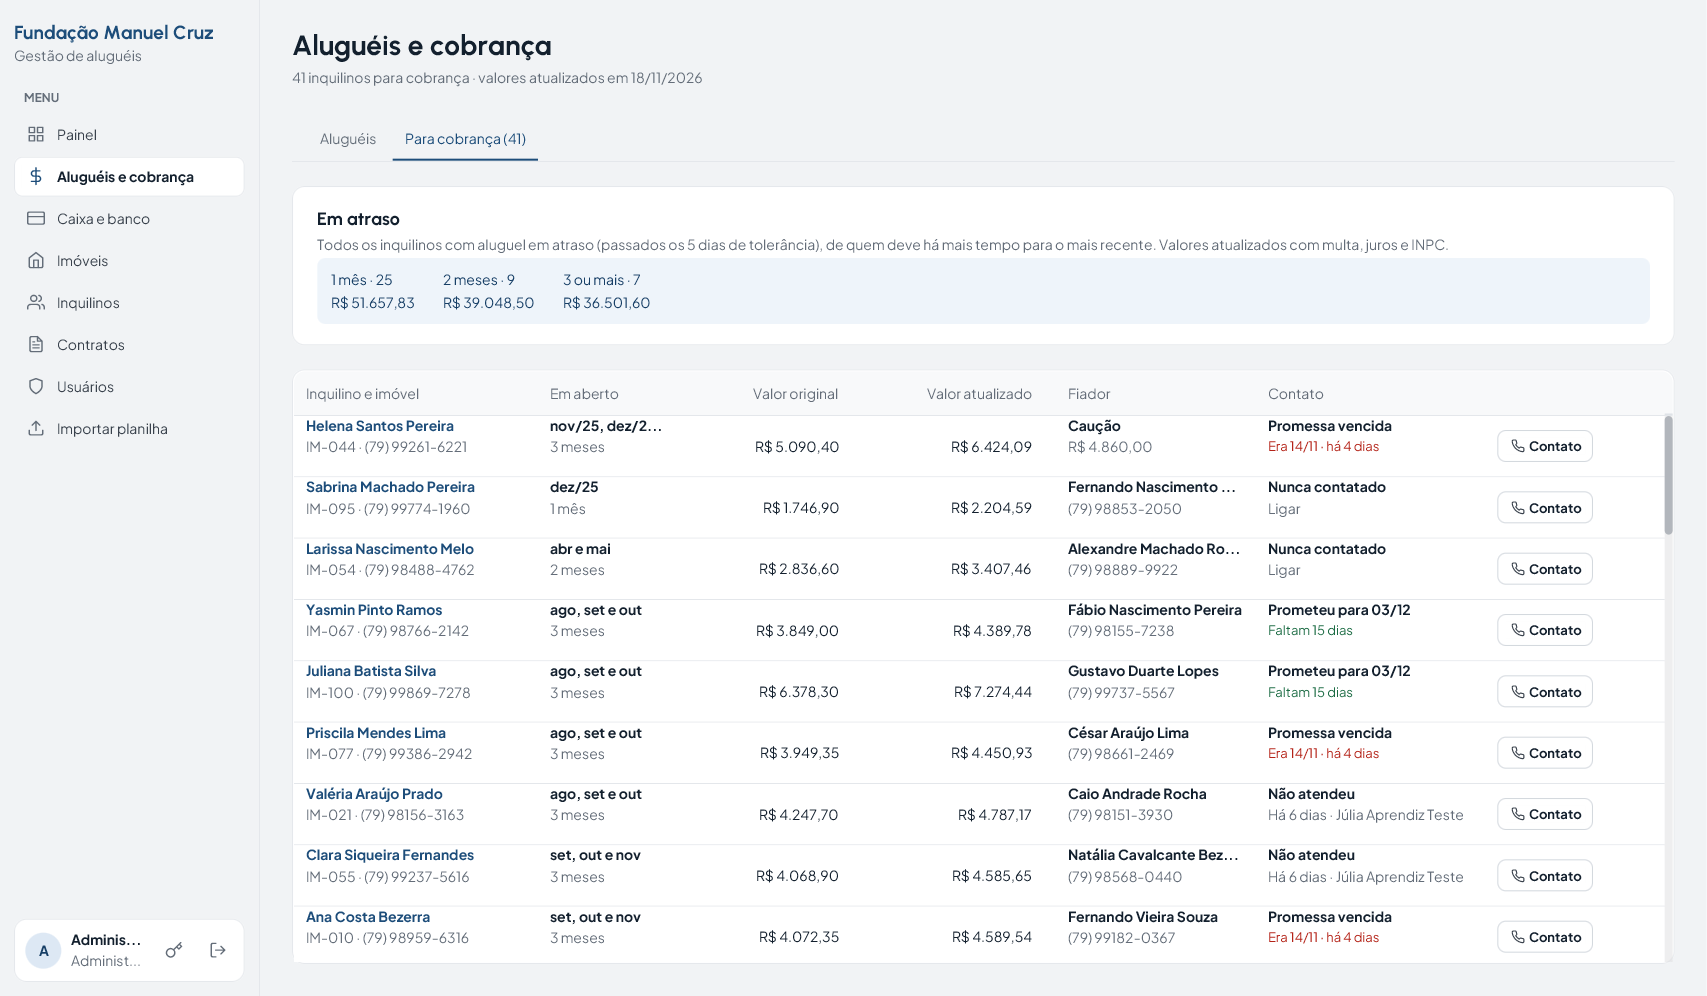 Fundação Manuel Cruz
Gestão de aluguéis
MENU
Painel
Aluguéis e cobrança
Caixa e banco
Imóveis
Inquilinos
Contratos
Usuários
Importar planilha
A
Adminis...
Administ...
Aluguéis e cobrança
41 inquilinos para cobrança · valores atualizados em 18/11/2026
Aluguéis
Para cobrança (41)
Em atraso
Todos os inquilinos com aluguel em atraso (passados os 5 dias de tolerância), de quem deve há mais tempo para o mais recente. Valores atualizados com multa, juros e INPC.
1 mês · 25 2 meses · 9 3 ou mais · 7
R$ 51.657,83 R$ 39.048,50 R$ 36.501,60
Inquilino e imóvel Em aberto Valor original Valor atualizado Fiador Contato
Helena Santos Pereira nov/25, dez/2... Caução Promessa vencida
IM-044 · (79) 99261-6221 3 meses R$ 5.090,40 R$ 6.424,09 R$ 4.860,00 Era 14/11 · há 4 dias Contato
Sabrina Machado Pereira dez/25 Fernando Nascimento ... Nunca contatado
IM-095 · (79) 99774-1960 1 mês R$ 1.746,90 R$ 2.204,59 (79) 98853-2050 Ligar Contato
Larissa Nascimento Melo abr e mai Alexandre Machado Ro... Nunca contatado
IM-054 · (79) 98488-4762 2 meses R$ 2.836,60 R$ 3.407,46 (79) 98889-9922 Ligar Contato
Yasmin Pinto Ramos ago, set e out Fábio Nascimento Pereira Prometeu para 03/12
IM-067 · (79) 98766-2142 3 meses R$ 3.849,00 R$ 4.389,78 (79) 98155-7238 Faltam 15 dias Contato
Juliana Batista Silva ago, set e out Gustavo Duarte Lopes Prometeu para 03/12
IM-100 · (79) 99869-7278 3 meses R$ 6.378,30 R$ 7.274,44 (79) 99737-5567 Faltam 15 dias Contato
Priscila Mendes Lima ago, set e out César Araújo Lima Promessa vencida
IM-077 · (79) 99386-2942 3 meses R$ 3.949,35 R$ 4.450,93 (79) 98661-2469 Era 14/11 · há 4 dias Contato
Valéria Araújo Prado ago, set e out Caio Andrade Rocha Não atendeu
IM-021 · (79) 98156-3163 3 meses R$ 4.247,70 R$ 4.787,17 (79) 98151-3930 Há 6 dias · Júlia Aprendiz Teste Contato
Clara Siqueira Fernandes set, out e nov Natália Cavalcante Bez... Não atendeu
IM-055 · (79) 99237-5616 3 meses R$ 4.068,90 R$ 4.585,65 (79) 98568-0440 Há 6 dias · Júlia Aprendiz Teste Contato
Ana Costa Bezerra set, out e nov Fernando Vieira Souza Promessa vencida
IM-010 · (79) 98959-6316 3 meses R$ 4.072,35 R$ 4.589,54 (79) 99182-0367 Era 14/11 · há 4 dias Contato